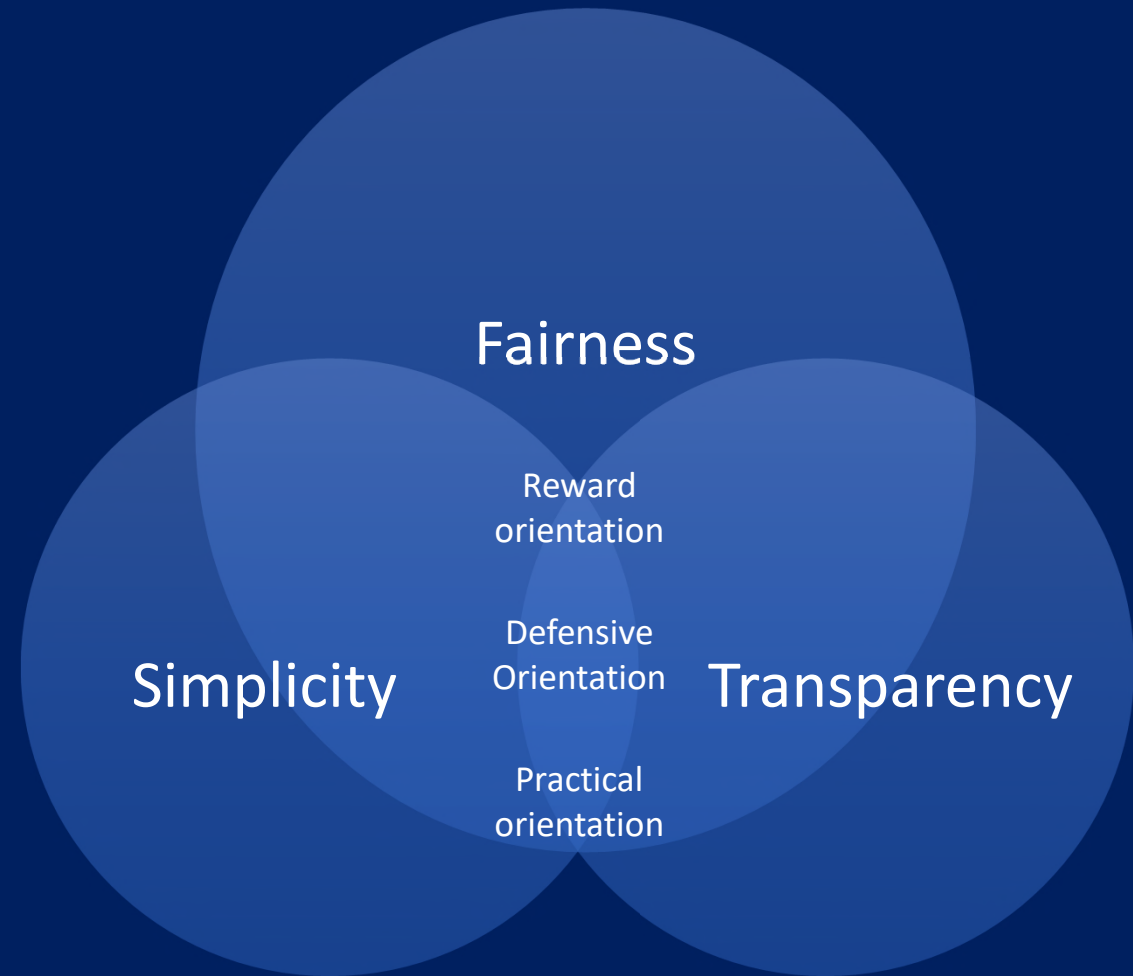 Fairness
Reward
orientation
Defensive
Orientation
Simplicity
Transparency
Practical
orientation